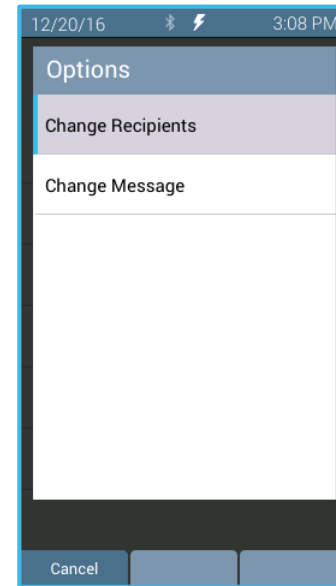 12/20/16 3:08 PM
Options
Change Recipients
Change Message
Cancel